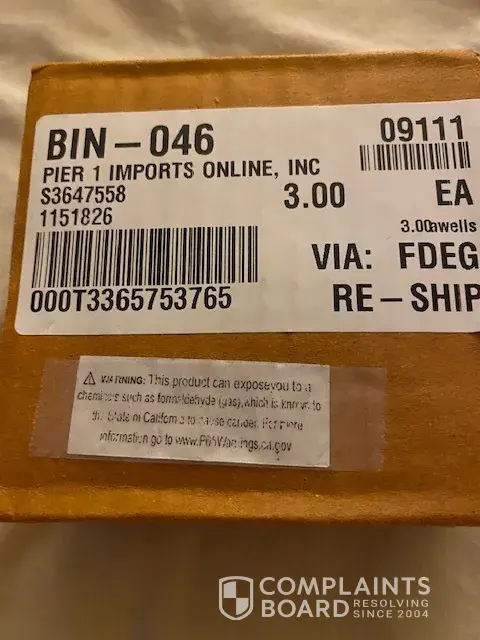 BIN-046
09111
PIER 1 IMPORTS ONLINE, INC
S3647558
3.00 EA
1151826
3.00awells
VIA: FDEG
000T3365753765
RE-SHIP
WARNING: This product can expose you to a
chemicals such as formaldehyde (gas), which is known to
the State of California to cause cancer. For more
information go to www.P65Warnings.ca.gov
COMPLAINTS
BOARD RESOLVING
SINCE 2004